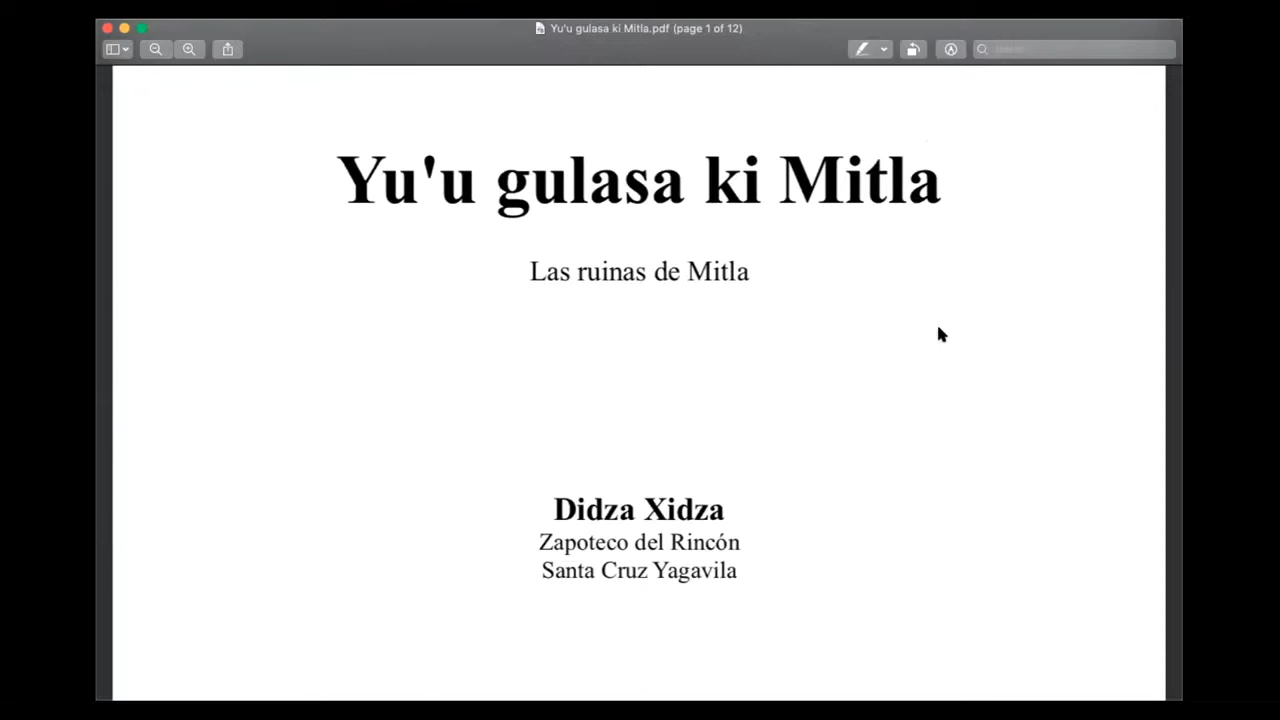 Yu'u gulasa ki Mitla.pdf (page 1 of 12)
Yu'u gulasa ki Mitla
Las ruinas de Mitla
Didza Xidza
Zapoteco del Rincón
Santa Cruz Yagavila